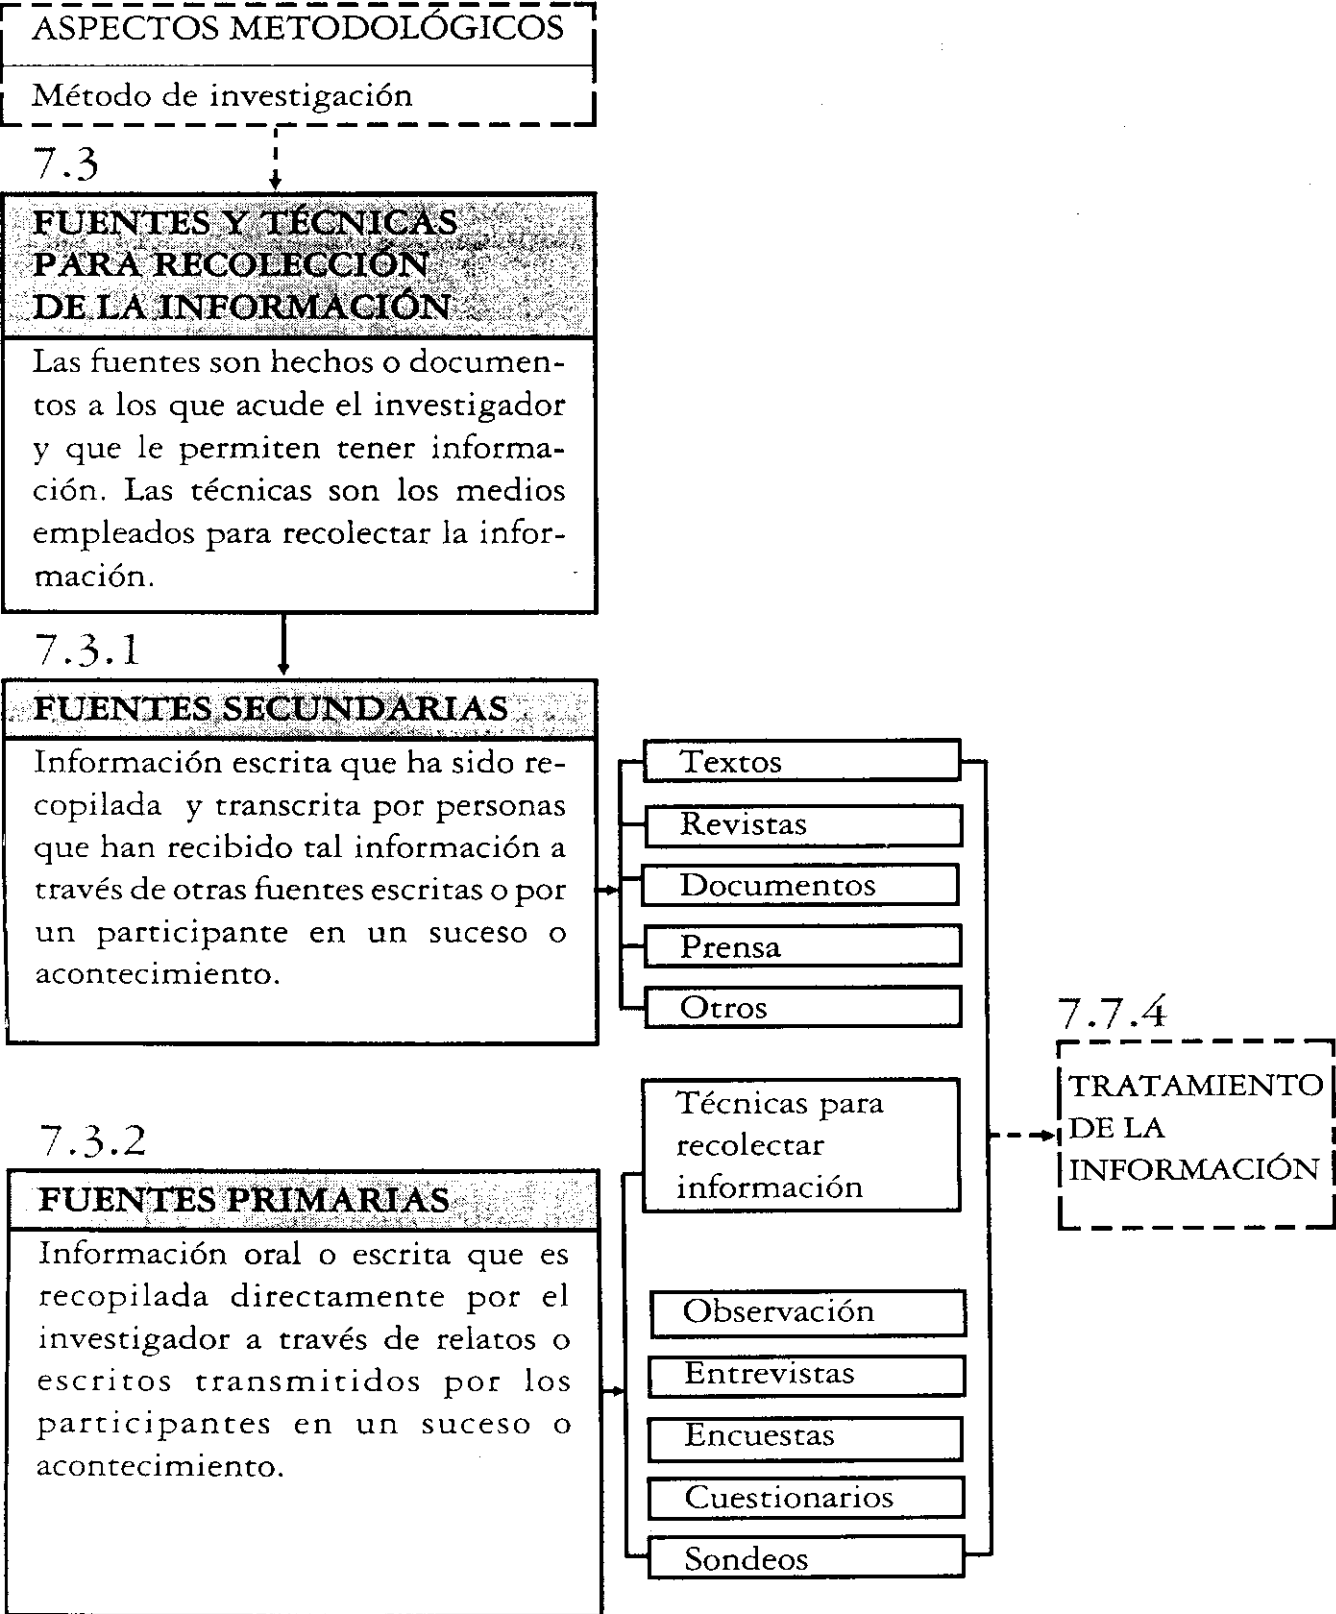 ASPECTOS METODOLÓGICOS
Método de investigación
7.3
FUENTES Y TÉCNICAS
PARA RECOLECCIÓN
DE LA INFORMACIÓN
Las fuentes son hechos o documen-
tos a los que acude el investigador
y que le permiten tener informa-
ción. Las técnicas son los medios
empleados para recolectar la infor-
mación.
7.3.1
FUENTES SECUNDARIAS
Información escrita que ha sido re-
copilada y transcrita por personas
que han recibido tal información a
través de otras fuentes escritas o por
un participante en un suceso o
acontecimiento.
Textos
Revistas
Documentos
Prensa
Otros
7.3.2
FUENTES PRIMARIAS
Información oral o escrita que es
recopilada directamente por el
investigador a través de relatos o
escritos transmitidos por los
participantes en un suceso o
acontecimiento.
Técnicas para
recolectar
información
Observación
Entrevistas
Encuestas
Cuestionarios
Sondeos
7.7.4
TRATAMIENTO
DE LA
INFORMACIÓN